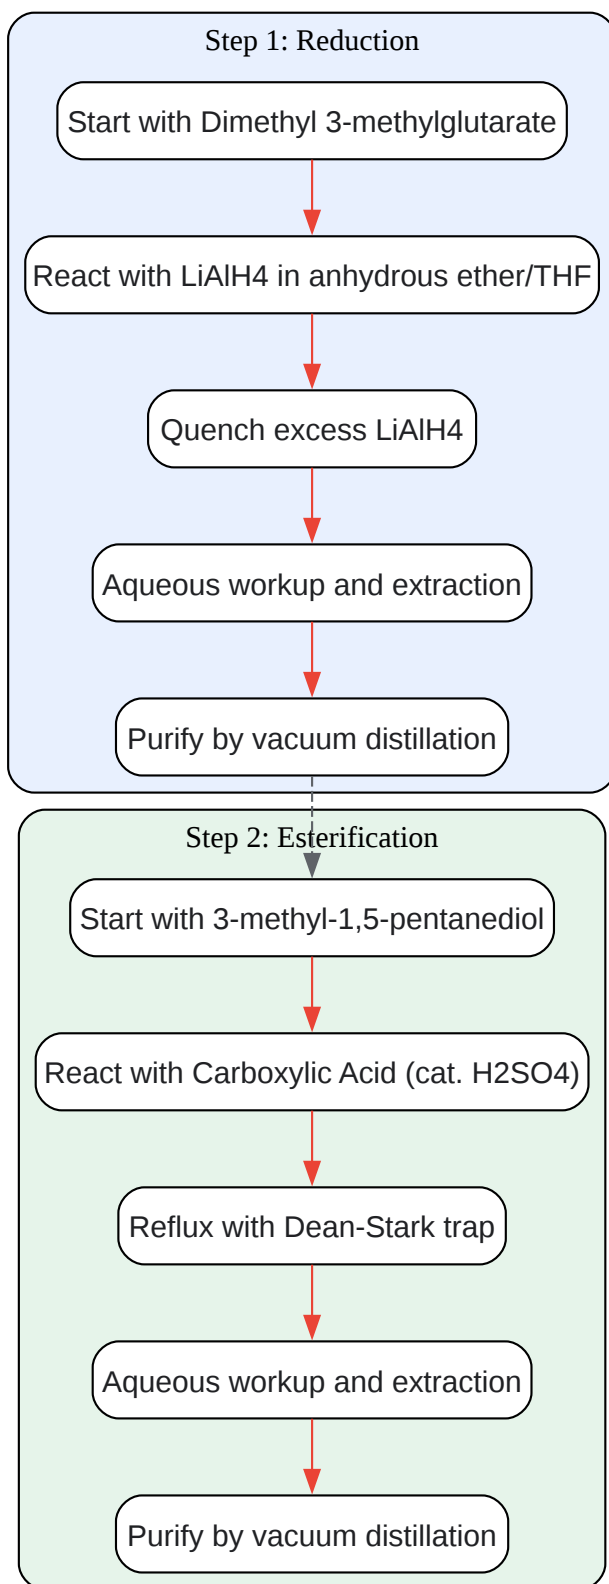 Step 1: Reduction
Start with Dimethyl 3-methylglutarate
React with LiAlH4 in anhydrous ether/THF
Quench excess LiAlH4
Aqueous workup and extraction
Purify by vacuum distillation
Step 2: Esterification
Start with 3-methyl-1,5-pentanediol
React with Carboxylic Acid (cat. H2SO4)
Reflux with Dean-Stark trap
Aqueous workup and extraction
Purify by vacuum distillation